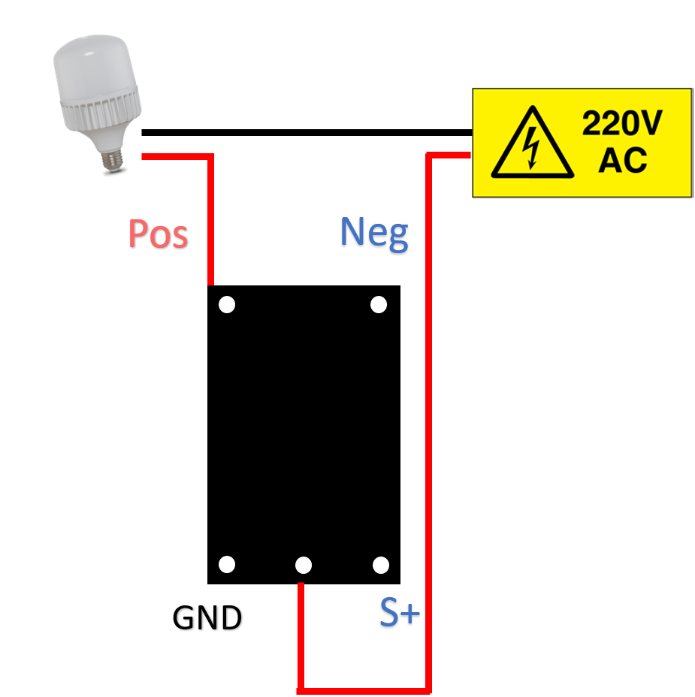 220V
AC
Pos
Neg
GND
S+